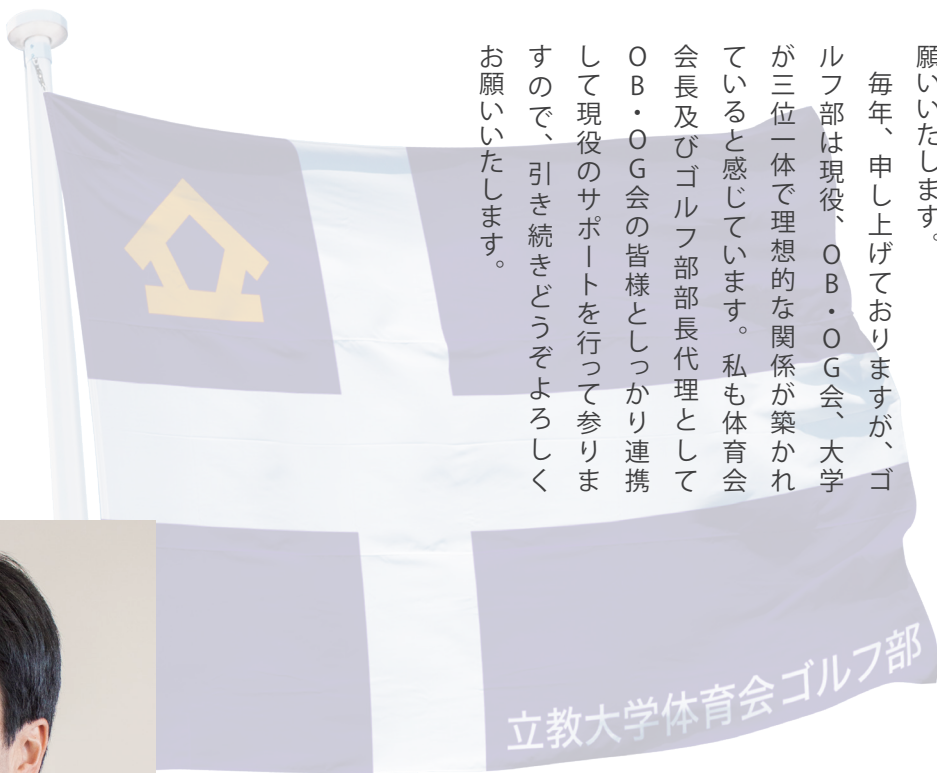 願いいたします。
毎年、申し上げておりますが、ゴ
ルフ部は現役、OB・OG会、大学
が三位一体で理想的な関係が築かれ
ていると感じています。私も体育会
会長及びゴルフ部部長代理として
OB・OG会の皆様としっかり連携
して現役のサポートを行って参りま
すので、引き続きどうぞよろしく
お願いいたします。
立教大学体育会ゴルフ部